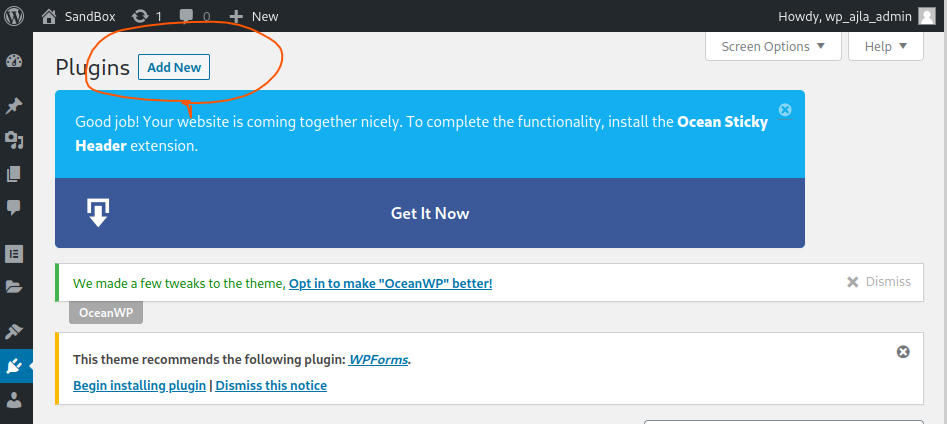 SandBox 1 0 New Howdy, wp_ajla_admin
Screen Options Help
Plugins Add New
Good job! Your website is coming together nicely. To complete the functionality, install the Ocean Sticky
Header extension.
Get It Now
We made a few tweaks to the theme, Opt in to make "OceanWP" better! Dismiss
OceanWP
This theme recommends the following plugin: WPForms.
Begin installing plugin | Dismiss this notice